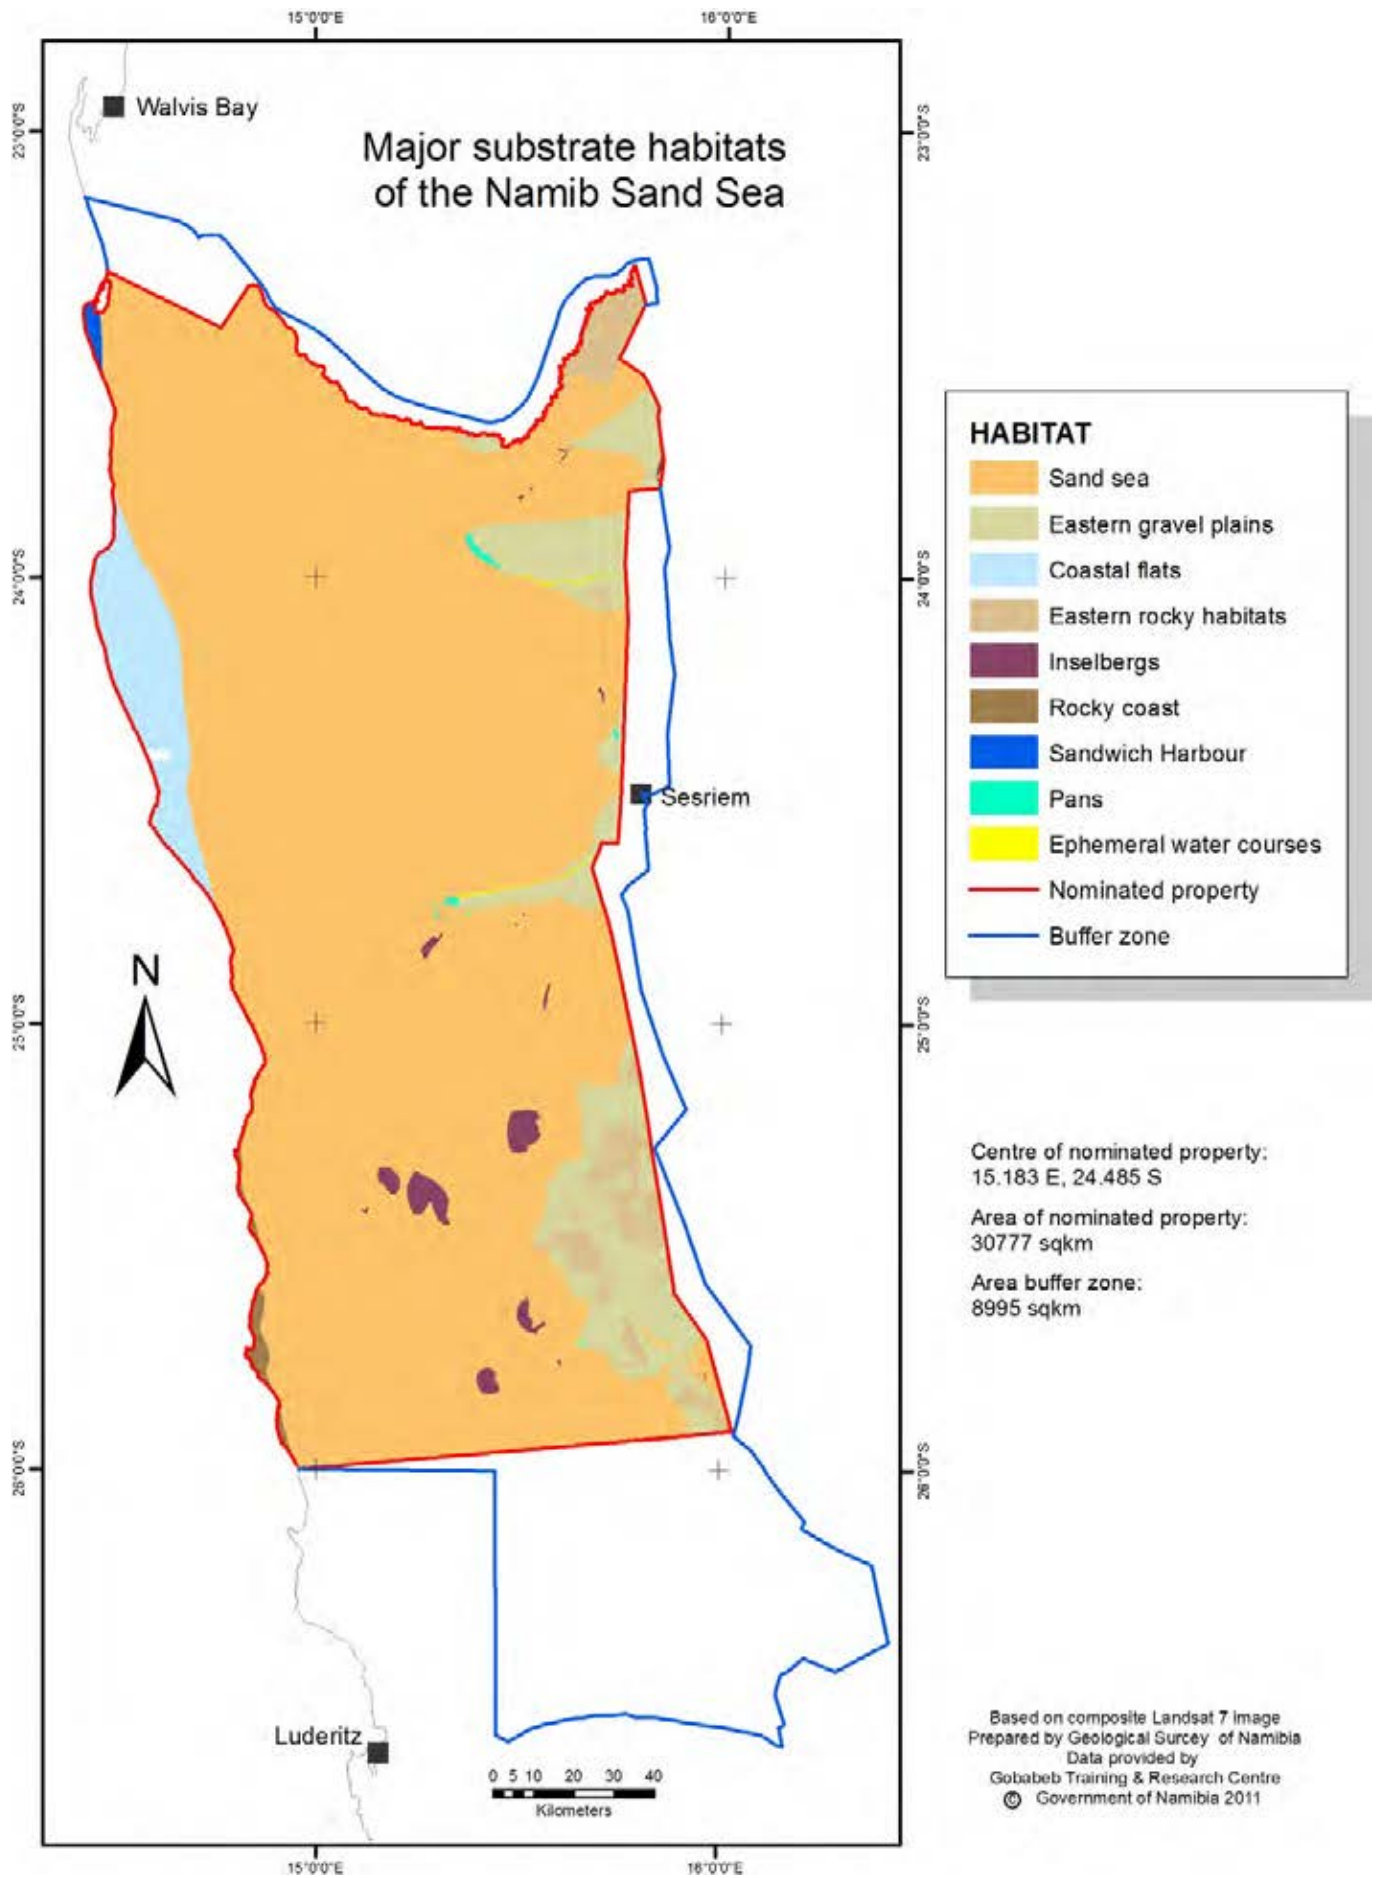 15°0'0"E
16°0'0"E
Walvis Bay
23°0'0"S
23°0'0"S
Major substrate habitats
of the Namib Sand Sea
HABITAT
Sand sea
Eastern gravel plains
Coastal flats
Eastern rocky habitats
Inselbergs
Rocky coast
Sandwich Harbour
Pans
Ephemeral water courses
Nominated property
Buffer zone
24°0'0"S
24°0'0"S
Sesriem
N
25°0'0"S
25°0'0"S
Centre of nominated property:
15.183 E, 24.485 S
Area of nominated property:
30777 sqkm
Area buffer zone:
8995 sqkm
26°0'0"S
26°0'0"S
Luderitz
0 5 10 20 30 40
Kilometers
Based on composite Landsat 7 image
Prepared by Geological Survey of Namibia
Data provided by
Gobabeb Training & Research Centre
© Government of Namibia 2011
15°0'0"E
16°0'0"E